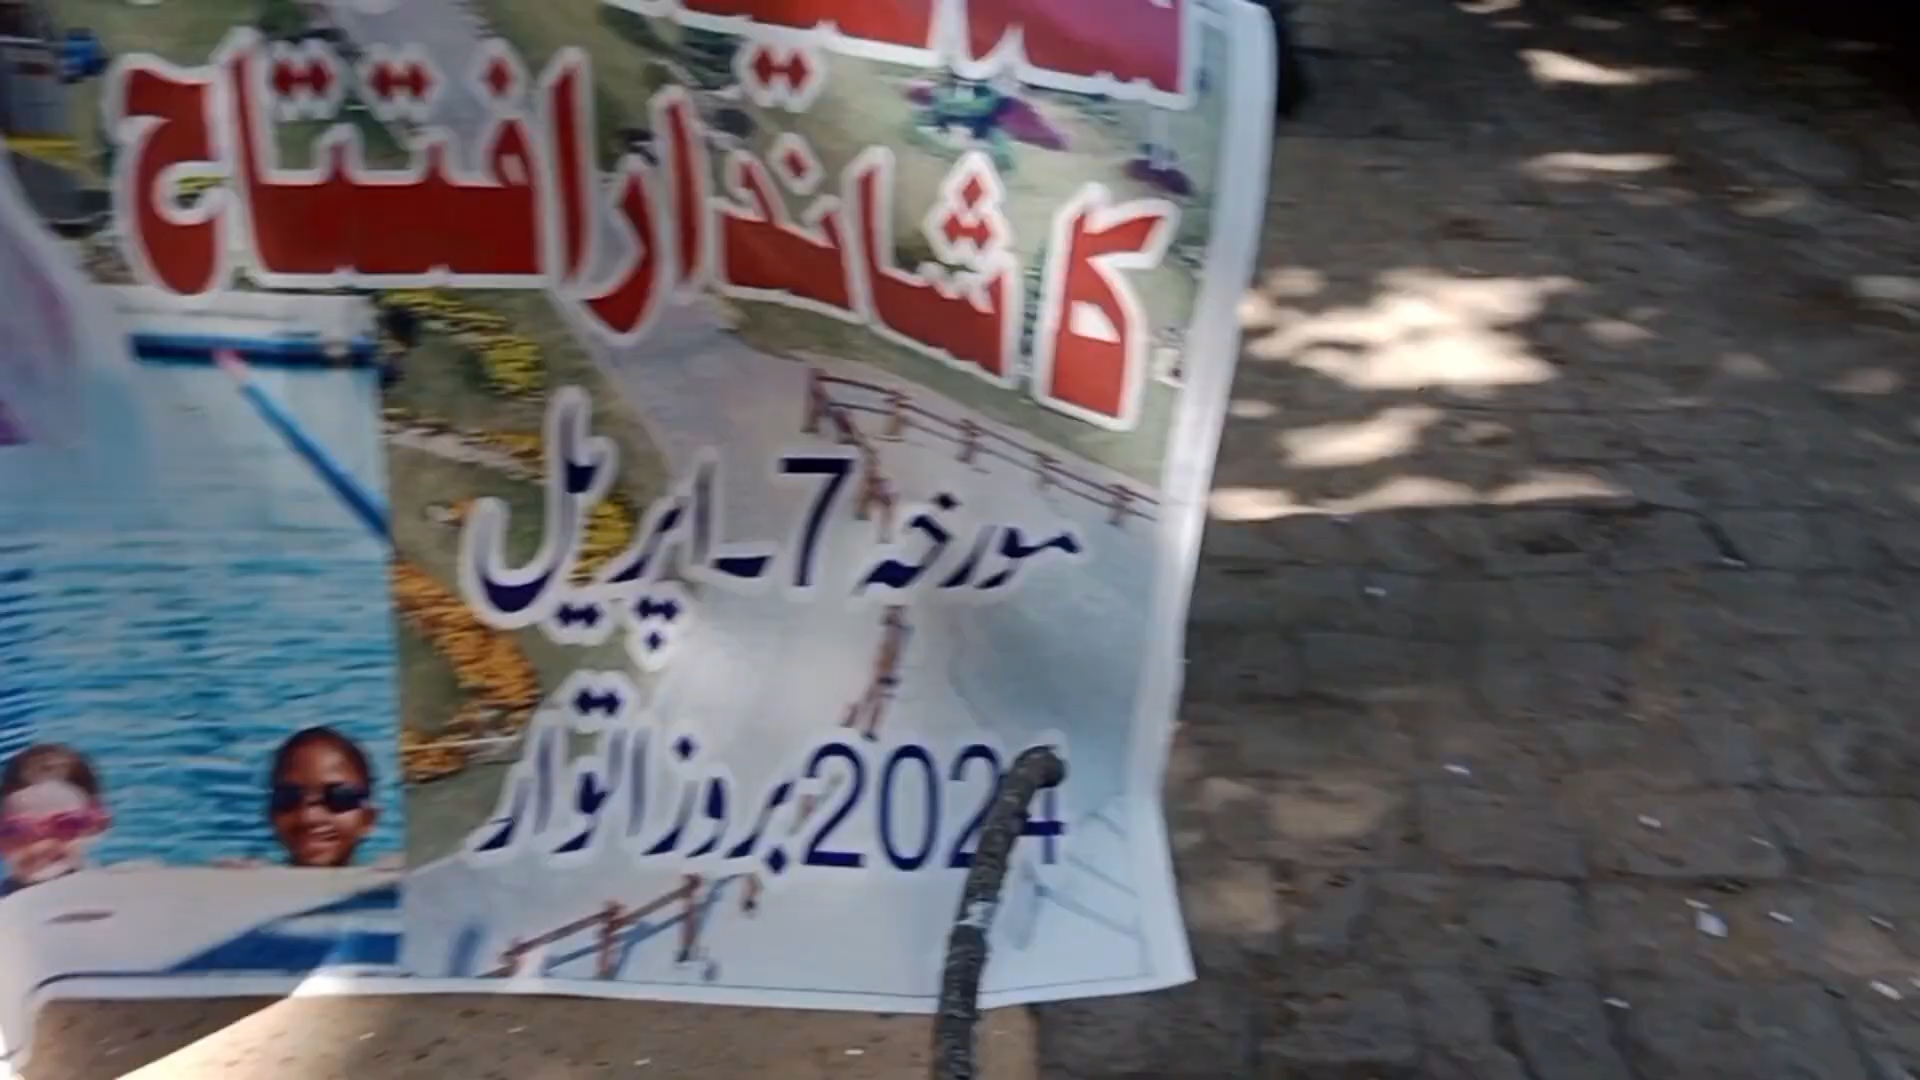 کا شاندار افتتاح
مورخہ 7۔اپریل
2024 بروز اتوار